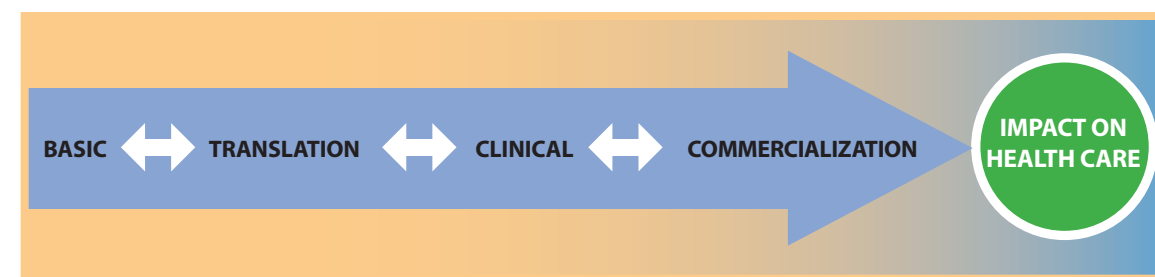 BASIC TRANSLATION CLINICAL COMMERCIALIZATION
IMPACT ON
HEALTH CARE